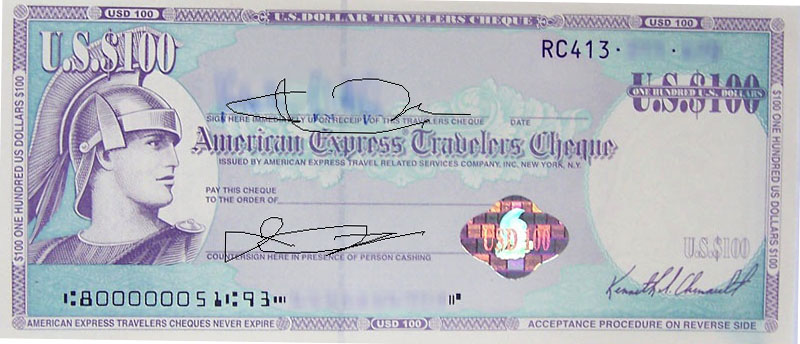 USD 100
U.S.DOLLAR TRAVELERS CHEQUE
USD 100
U.S.$100
RC413·
U.S.$100
ONE HUNDRED U.S. DOLLARS
SIGN HERE IMMEDIATELY UPON RECEIPT OF THIS TRAVELERS CHEQUE DATE
American Express Travelers Cheque
ISSUED BY AMERICAN EXPRESS TRAVEL RELATED SERVICES COMPANY, INC. NEW YORK, N.Y.
PAY THIS CHEQUE
TO THE ORDER OF
USD 100
U.S.$100
COUNTERSIGN HERE IN PRESENCE OF PERSON CASHING
Kenneth I. Chenault
⑆800000051⑆93⑈
AMERICAN EXPRESS TRAVELERS CHEQUES NEVER EXPIRE
USD 100
ACCEPTANCE PROCEDURE ON REVERSE SIDE
$100 ONE HUNDRED US DOLLARS $100
$100 ONE HUNDRED US DOLLARS $100